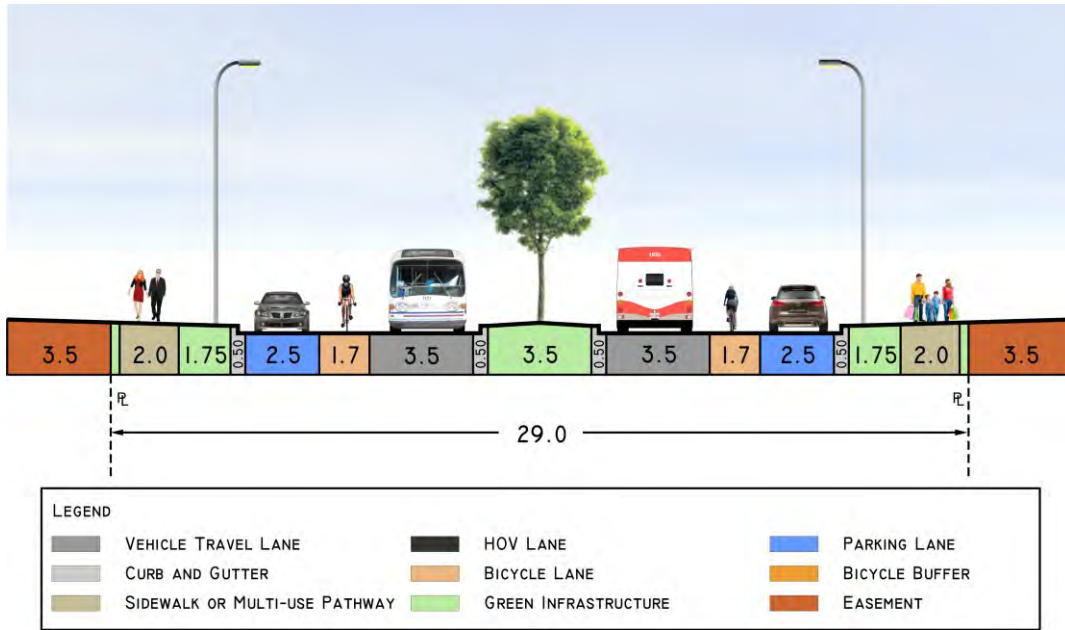 3.5 2.0 1.75 0.50 2.5 1.7 3.5 0.50 3.5 0.50 3.5 1.7 2.5 0.50 1.75 2.0 3.5
PL PL
29.0
LEGEND
VEHICLE TRAVEL LANE HOV LANE PARKING LANE
CURB AND GUTTER BICYCLE LANE BICYCLE BUFFER
SIDEWALK OR MULTI-USE PATHWAY GREEN INFRASTRUCTURE EASEMENT